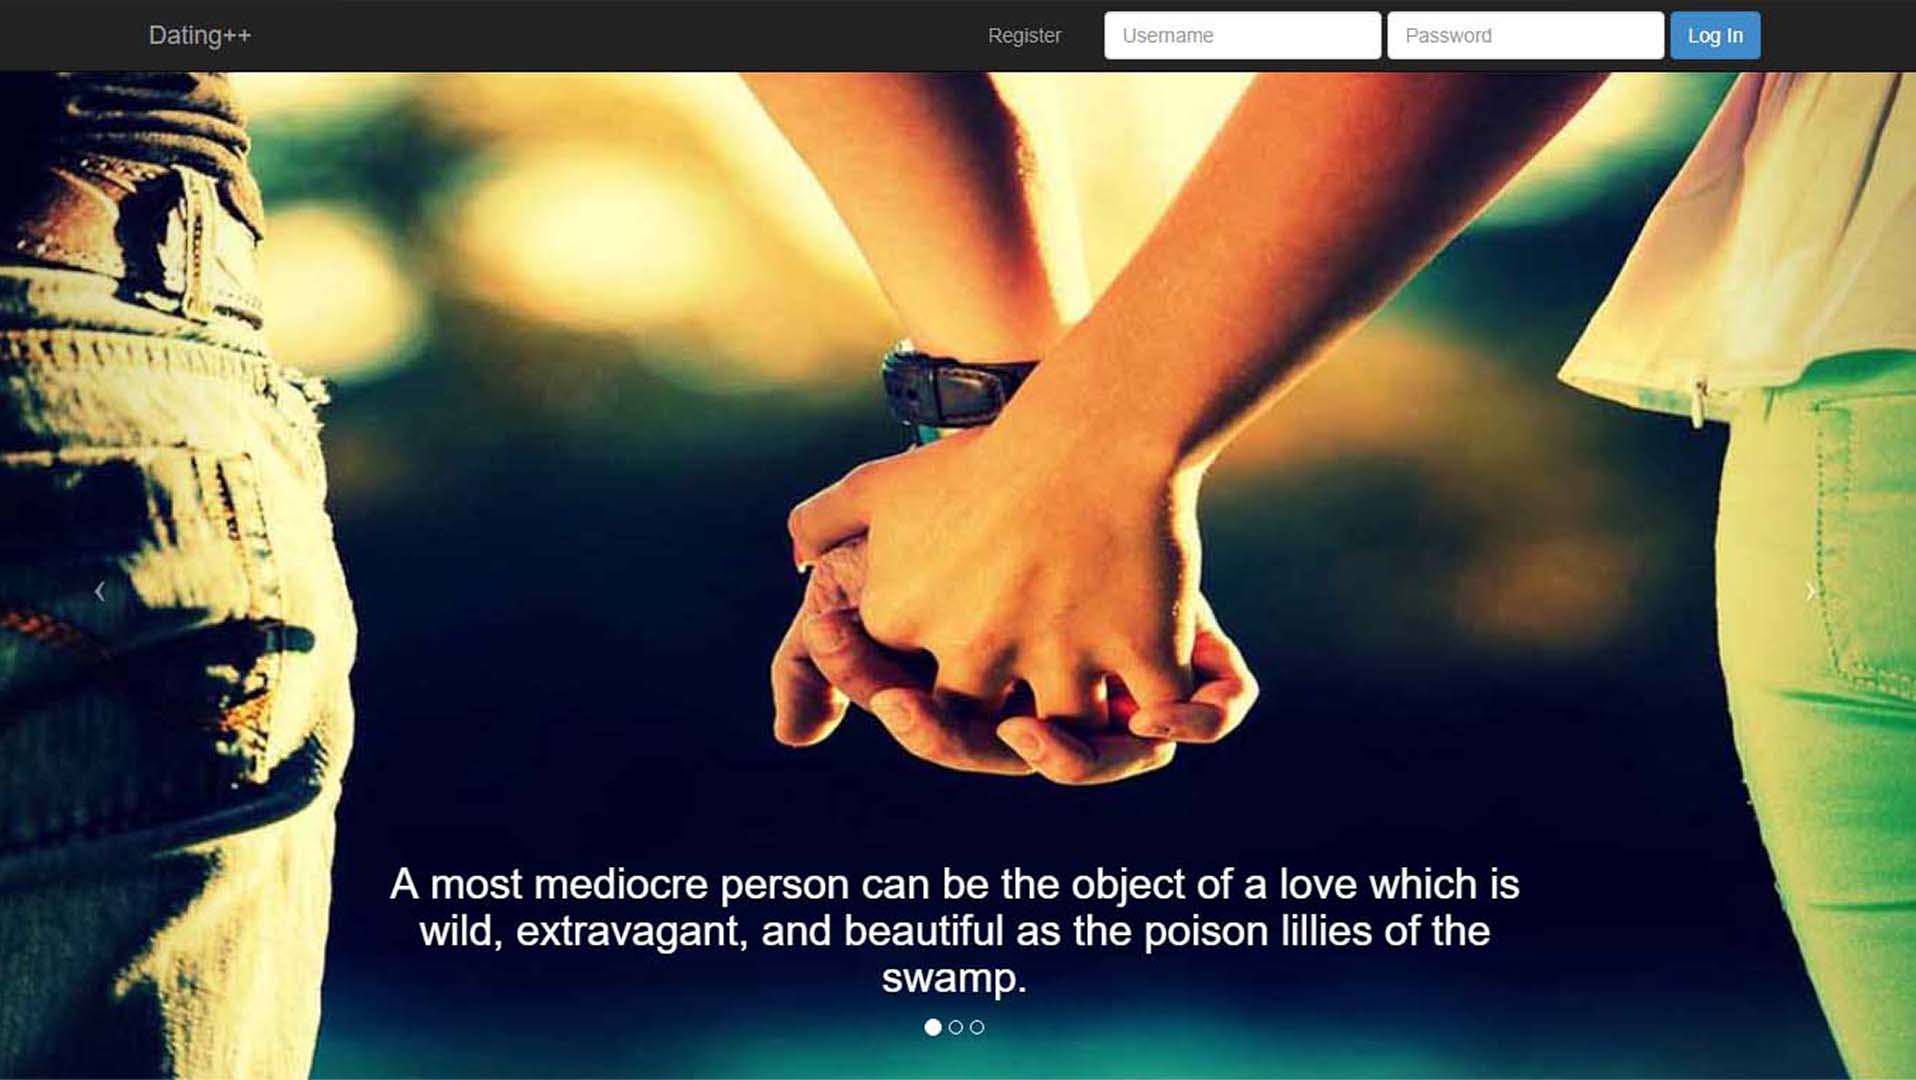 Dating++
Register
Username
Password
Log In
A most mediocre person can be the object of a love which is
wild, extravagant, and beautiful as the poison lillies of the
swamp.